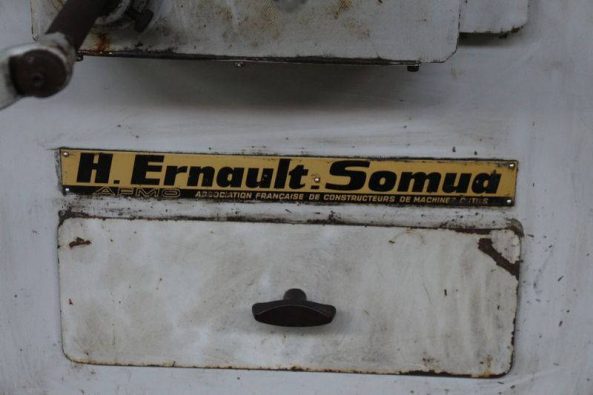 H. Ernault-Somua
AFMO ASSOCIATION FRANÇAISE DE CONSTRUCTEURS DE MACHINES OUTILS